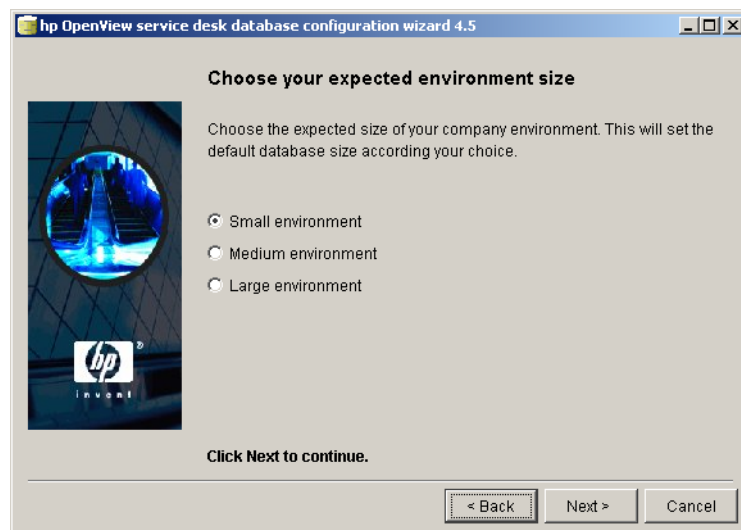 hp OpenView service desk database configuration wizard 4.5
Choose your expected environment size
Choose the expected size of your company environment. This will set the
default database size according your choice.
Small environment
Medium environment
Large environment
hp
®
invent
Click Next to continue.
< Back
Next >
Cancel